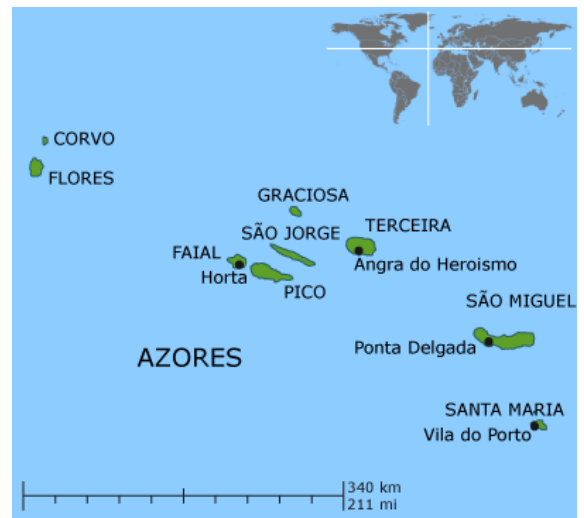 CORVO
FLORES
GRACIOSA
SÃO JORGE
TERCEIRA
FAIAL
Horta
Angra do Heroismo
PICO
SÃO MIGUEL
Ponta Delgada
AZORES
SANTA MARIA
Vila do Porto
340 km
211 mi